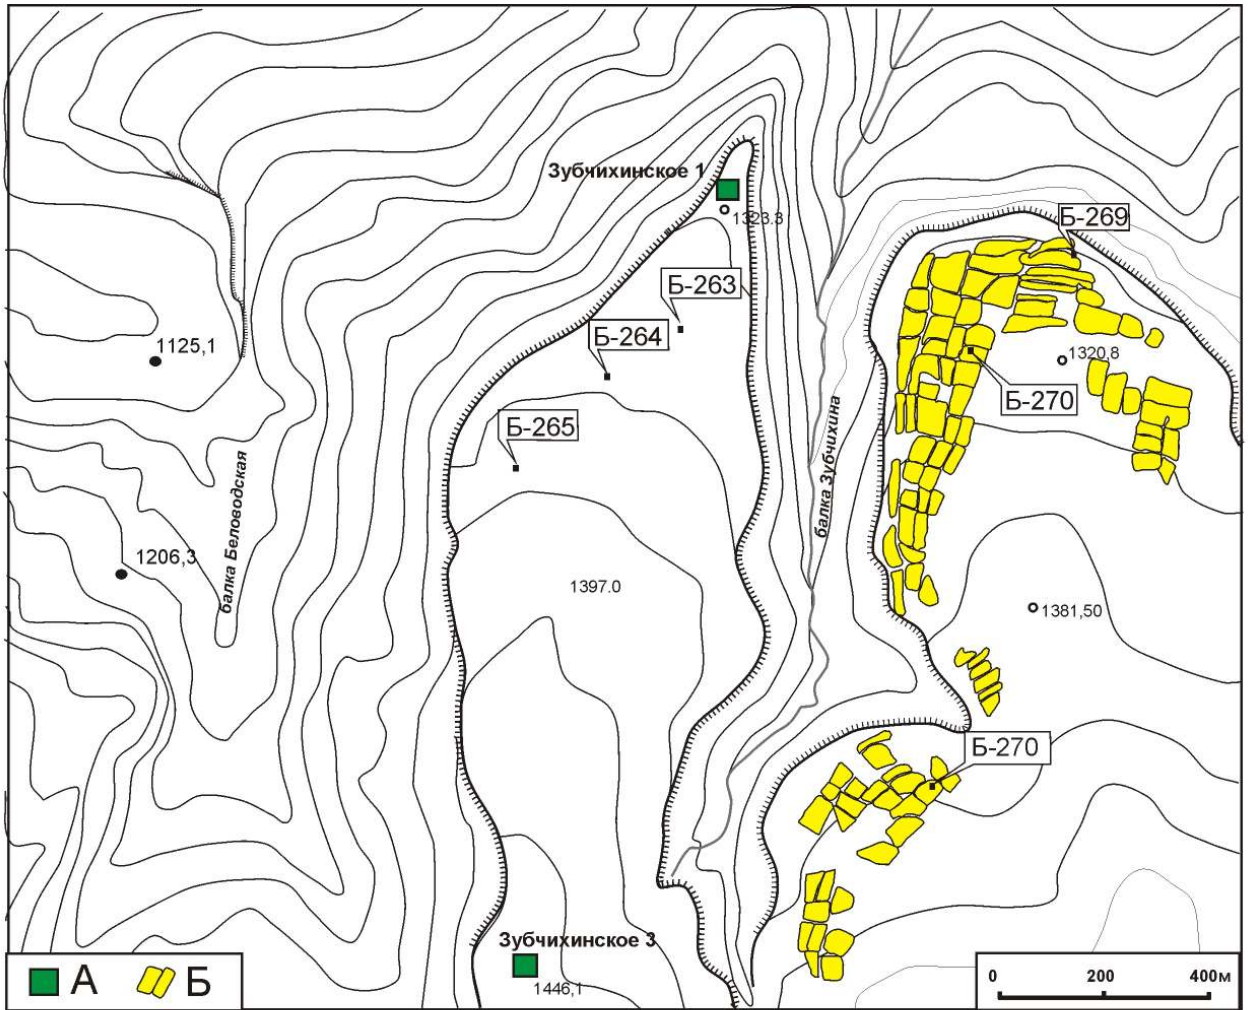 Зубчихинское 1
1323.3
Б-269
Б-263
Б-264
1125,1
1320,8
Б-270
Б-265
балка Беловодская
балка Зубчихина
1206,3
1397.0
1381,50
Б-270
Зубчихинское 3
1446,1
А Б
0 200 400м